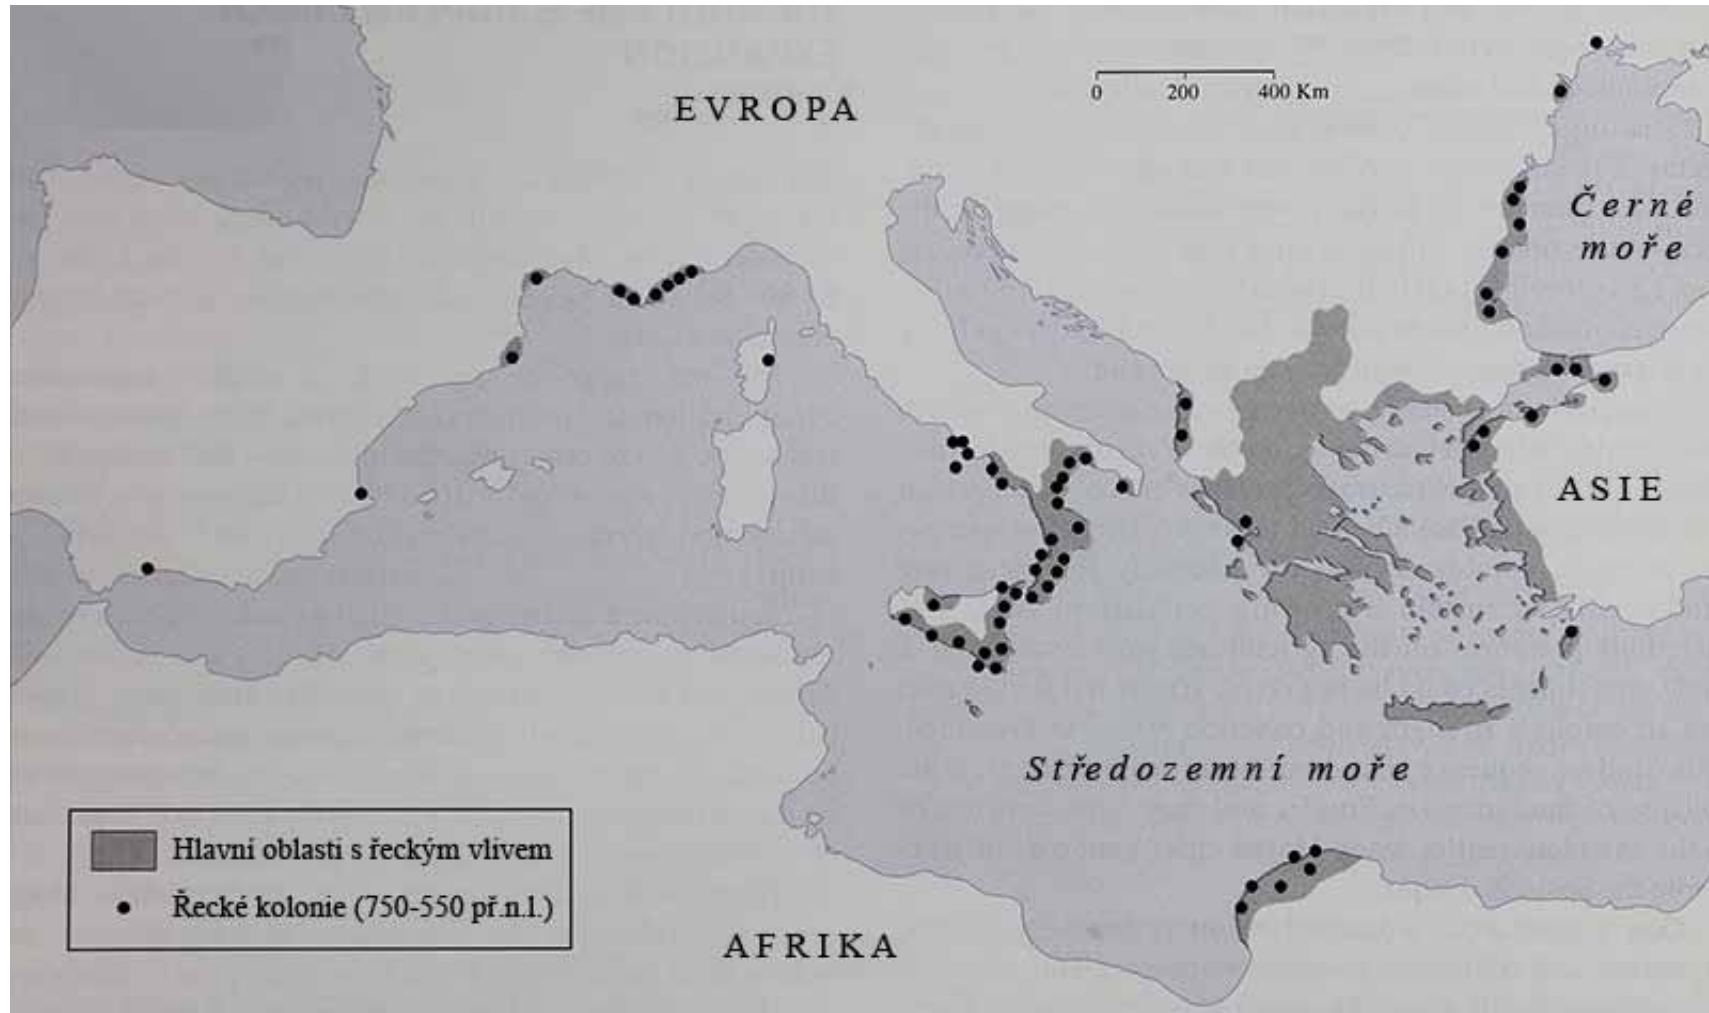 EVROPA
0 200 400 Km
Černé
moře
ASIE
Středozemní moře
Hlavní oblasti s řeckým vlivem
Řecké kolonie (750-550 př.n.l.)
AFRIKA